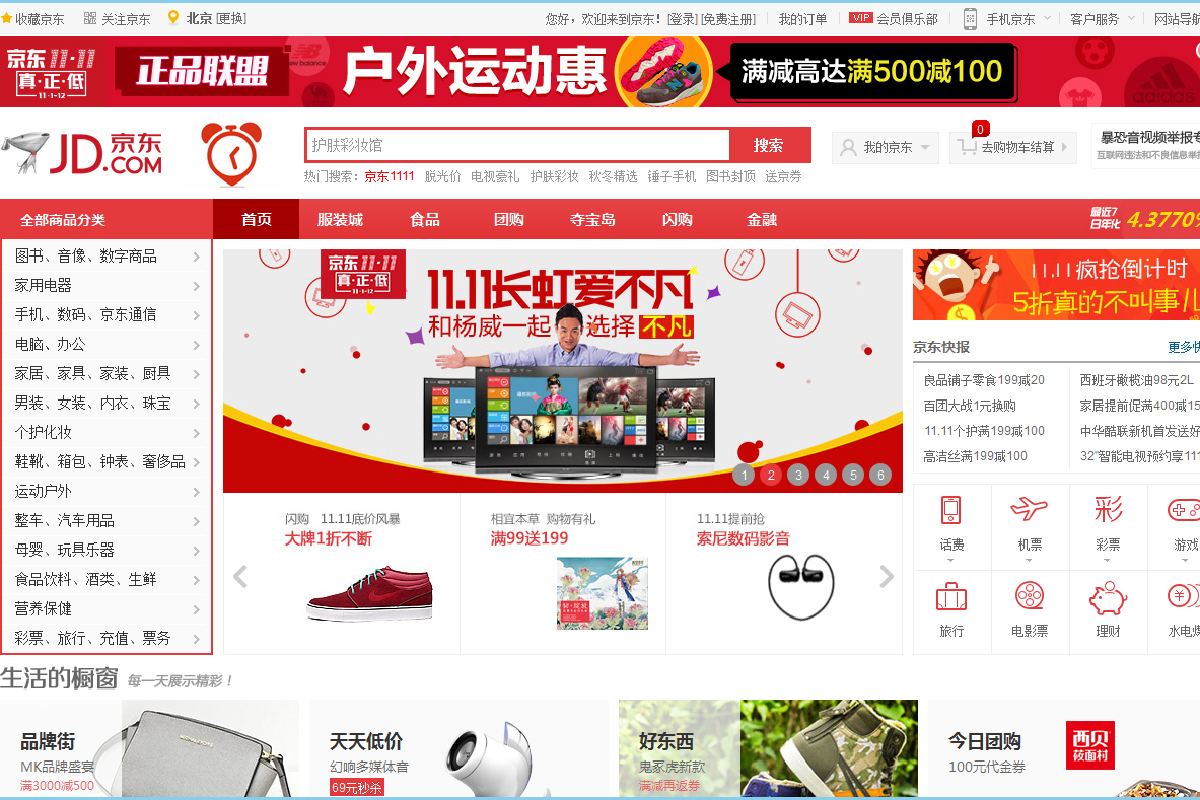 收藏京东 关注京东 北京 [更换] 您好，欢迎来到京东！[登录] [免费注册] 我的订单 VIP 会员俱乐部 手机京东 客户服务 网站导航
京东11·11
真·正·低
11·1-12
正品联盟
new balance
户外运动惠
满减高达满500减100
adidas
JD.京东
.COM
护肤彩妆馆 搜索
0
我的京东 去购物车结算
暴恐音视频举报专
互联网违法和不良信息举报
热门搜索： 京东1111 脱光价 电视豪礼 护肤彩妆 秋冬精选 锤子手机 图书封顶 送京券
全部商品分类 首页 服装城 食品 团购 夺宝岛 闪购 金融
最近7
日年化
4.3770%
图书、音像、数字商品
家用电器
手机、数码、京东通信
电脑、办公
家居、家具、家装、厨具
男装、女装、内衣、珠宝
个护化妆
鞋靴、箱包、钟表、奢侈品
运动户外
整车、汽车用品
母婴、玩具乐器
食品饮料、酒类、生鲜
营养保健
彩票、旅行、充值、票务
京东11·11
真·正·低
11·1-12
11.11长虹爱不凡
和杨威一起 选择 不凡
1 2 3 4 5 6
闪购 11.11底价风暴
大牌1折不断
相宜本草 购物有礼
满99送199
11.11提前抢
索尼数码影音
11.11疯抢倒计时
5折真的不叫事儿
京东快报 更多快
良品铺子零食199减20 西班牙橄榄油98元2L
百团大战1元换购 家居提前促满400减15
11.11个护满199减100 中华酷联新机首发送好
高洁丝满199减100 32"智能电视预约享111
话费 机票 彩票 游戏
旅行 电影票 理财 水电煤
生活的橱窗 每一天展示精彩！
品牌街
MK品牌盛宴
满3000减500
MICHAEL KORS
天天低价
幻响多媒体音
69元秒杀
好东西
鬼冢虎新款
满减再返券
今日团购
100元代金券
西贝
莜面村